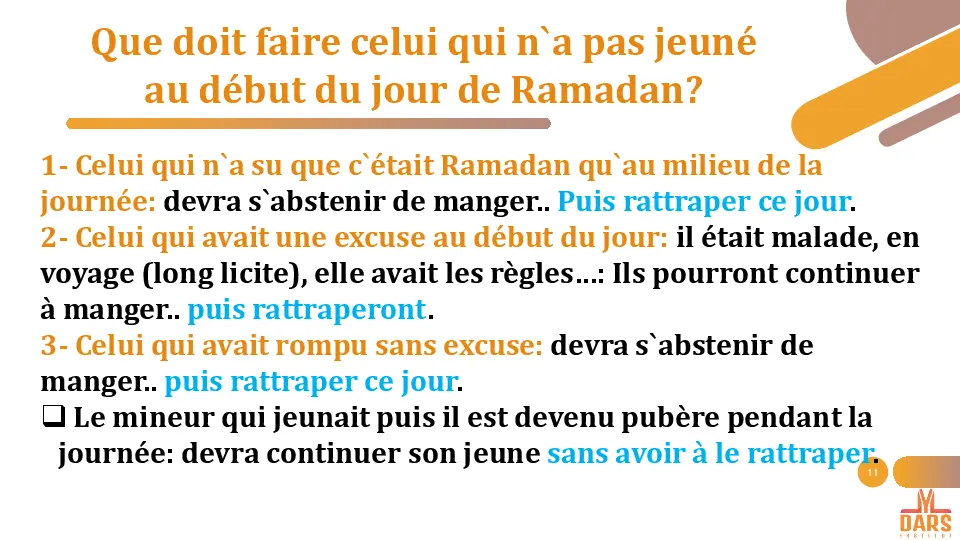 Que doit faire celui qui n`a pas jeuné
au début du jour de Ramadan?
1- Celui qui n`a su que c`était Ramadan qu`au milieu de la
journée: devra s`abstenir de manger.. Puis rattraper ce jour.
2- Celui qui avait une excuse au début du jour: il était malade, en
voyage (long licite), elle avait les règles…: Ils pourront continuer
à manger.. puis rattraperont.
3- Celui qui avait rompu sans excuse: devra s`abstenir de
manger.. puis rattraper ce jour.
❑ Le mineur qui jeunait puis il est devenu pubère pendant la
journée: devra continuer son jeune sans avoir à le rattraper.
11
DARS
INSTITUT